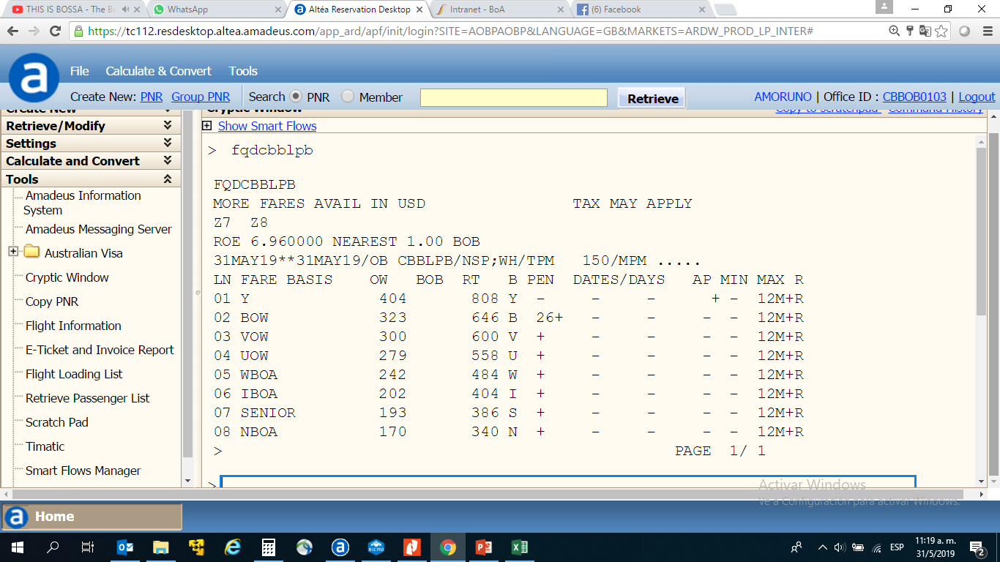 THIS IS BOSSA - The B
WhatsApp
Altéa Reservation Desktop
Intranet - BoA
(6) Facebook
https://tc112.resdesktop.altea.amadeus.com/app_ard/apf/init/login?SITE=AOBPAOBP&LANGUAGE=GB&MARKETS=ARDW_PROD_LP_INTER#
a
File Calculate & Convert Tools
Create New: PNR Group PNR Search PNR Member Retrieve AMORUNO | Office ID : CBBOB0103 | Logout
Create New
Retrieve/Modify
Settings
Calculate and Convert
Tools
Amadeus Information
System
Amadeus Messaging Server
Australian Visa
Cryptic Window
Copy PNR
Flight Information
E-Ticket and Invoice Report
Flight Loading List
Retrieve Passenger List
Scratch Pad
Timatic
Smart Flows Manager
Cryptic Window Copy to Scratchpad Command History
Show Smart Flows
> fqdcbblpb
FQDCBBLPB
MORE FARES AVAIL IN USD TAX MAY APPLY
Z7 Z8
ROE 6.960000 NEAREST 1.00 BOB
31MAY19**31MAY19/OB CBBLPB/NSP;WH/TPM 150/MPM .....
LN FARE BASIS OW BOB RT B PEN DATES/DAYS AP MIN MAX R
01 Y 404 808 Y - - - + - 12M+R
02 BOW 323 646 B 26+ - - - - 12M+R
03 VOW 300 600 V + - - - - 12M+R
04 UOW 279 558 U + - - - - 12M+R
05 WBOA 242 484 W + - - - - 12M+R
06 IBOA 202 404 I + - - - - 12M+R
07 SENIOR 193 386 S + - - - - 12M+R
08 NBOA 170 340 N + - - - - 12M+R
> PAGE 1/ 1
>
Activar Windows
Ve a Configuración para activar Windows.
a Home
ESP
11:19 a. m.
31/5/2019
2